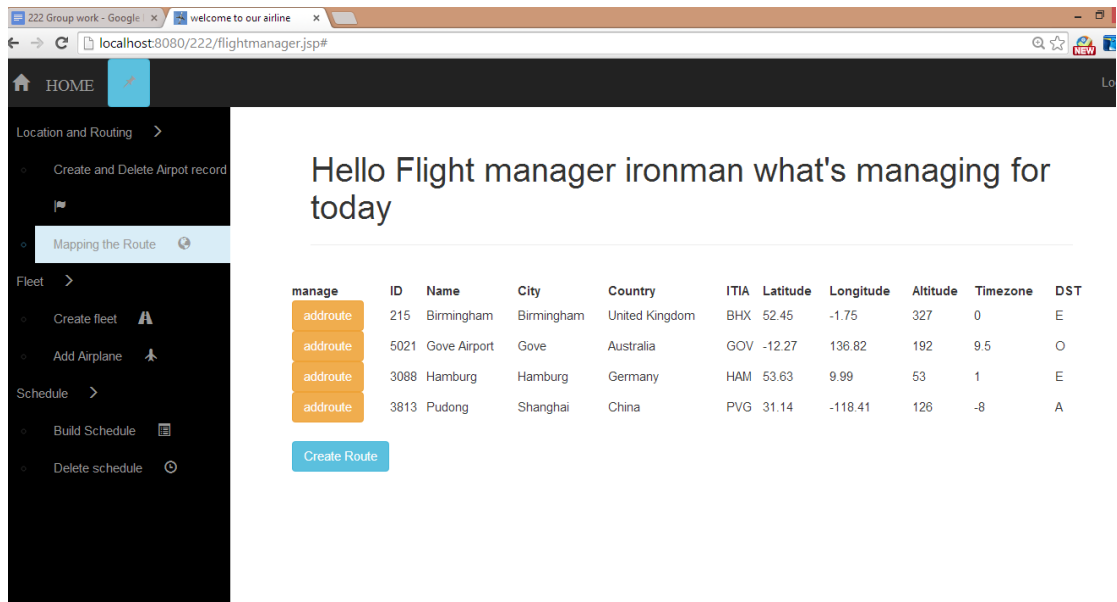 222 Group work - Google
welcome to our airline
localhost:8080/222/flightmanager.jsp#
NEW
HOME
Location and Routing
Create and Delete Airpot record
Mapping the Route
Fleet
Create fleet
Add Airplane
Schedule
Build Schedule
Delete schedule
Hello Flight manager ironman what's managing for
today
manage ID Name City Country ITIA Latitude Longitude Altitude Timezone DST
addroute 215 Birmingham Birmingham United Kingdom BHX 52.45 -1.75 327 0 E
addroute 5021 Gove Airport Gove Australia GOV -12.27 136.82 192 9.5 O
addroute 3088 Hamburg Hamburg Germany HAM 53.63 9.99 53 1 E
addroute 3813 Pudong Shanghai China PVG 31.14 -118.41 126 -8 A
Create Route